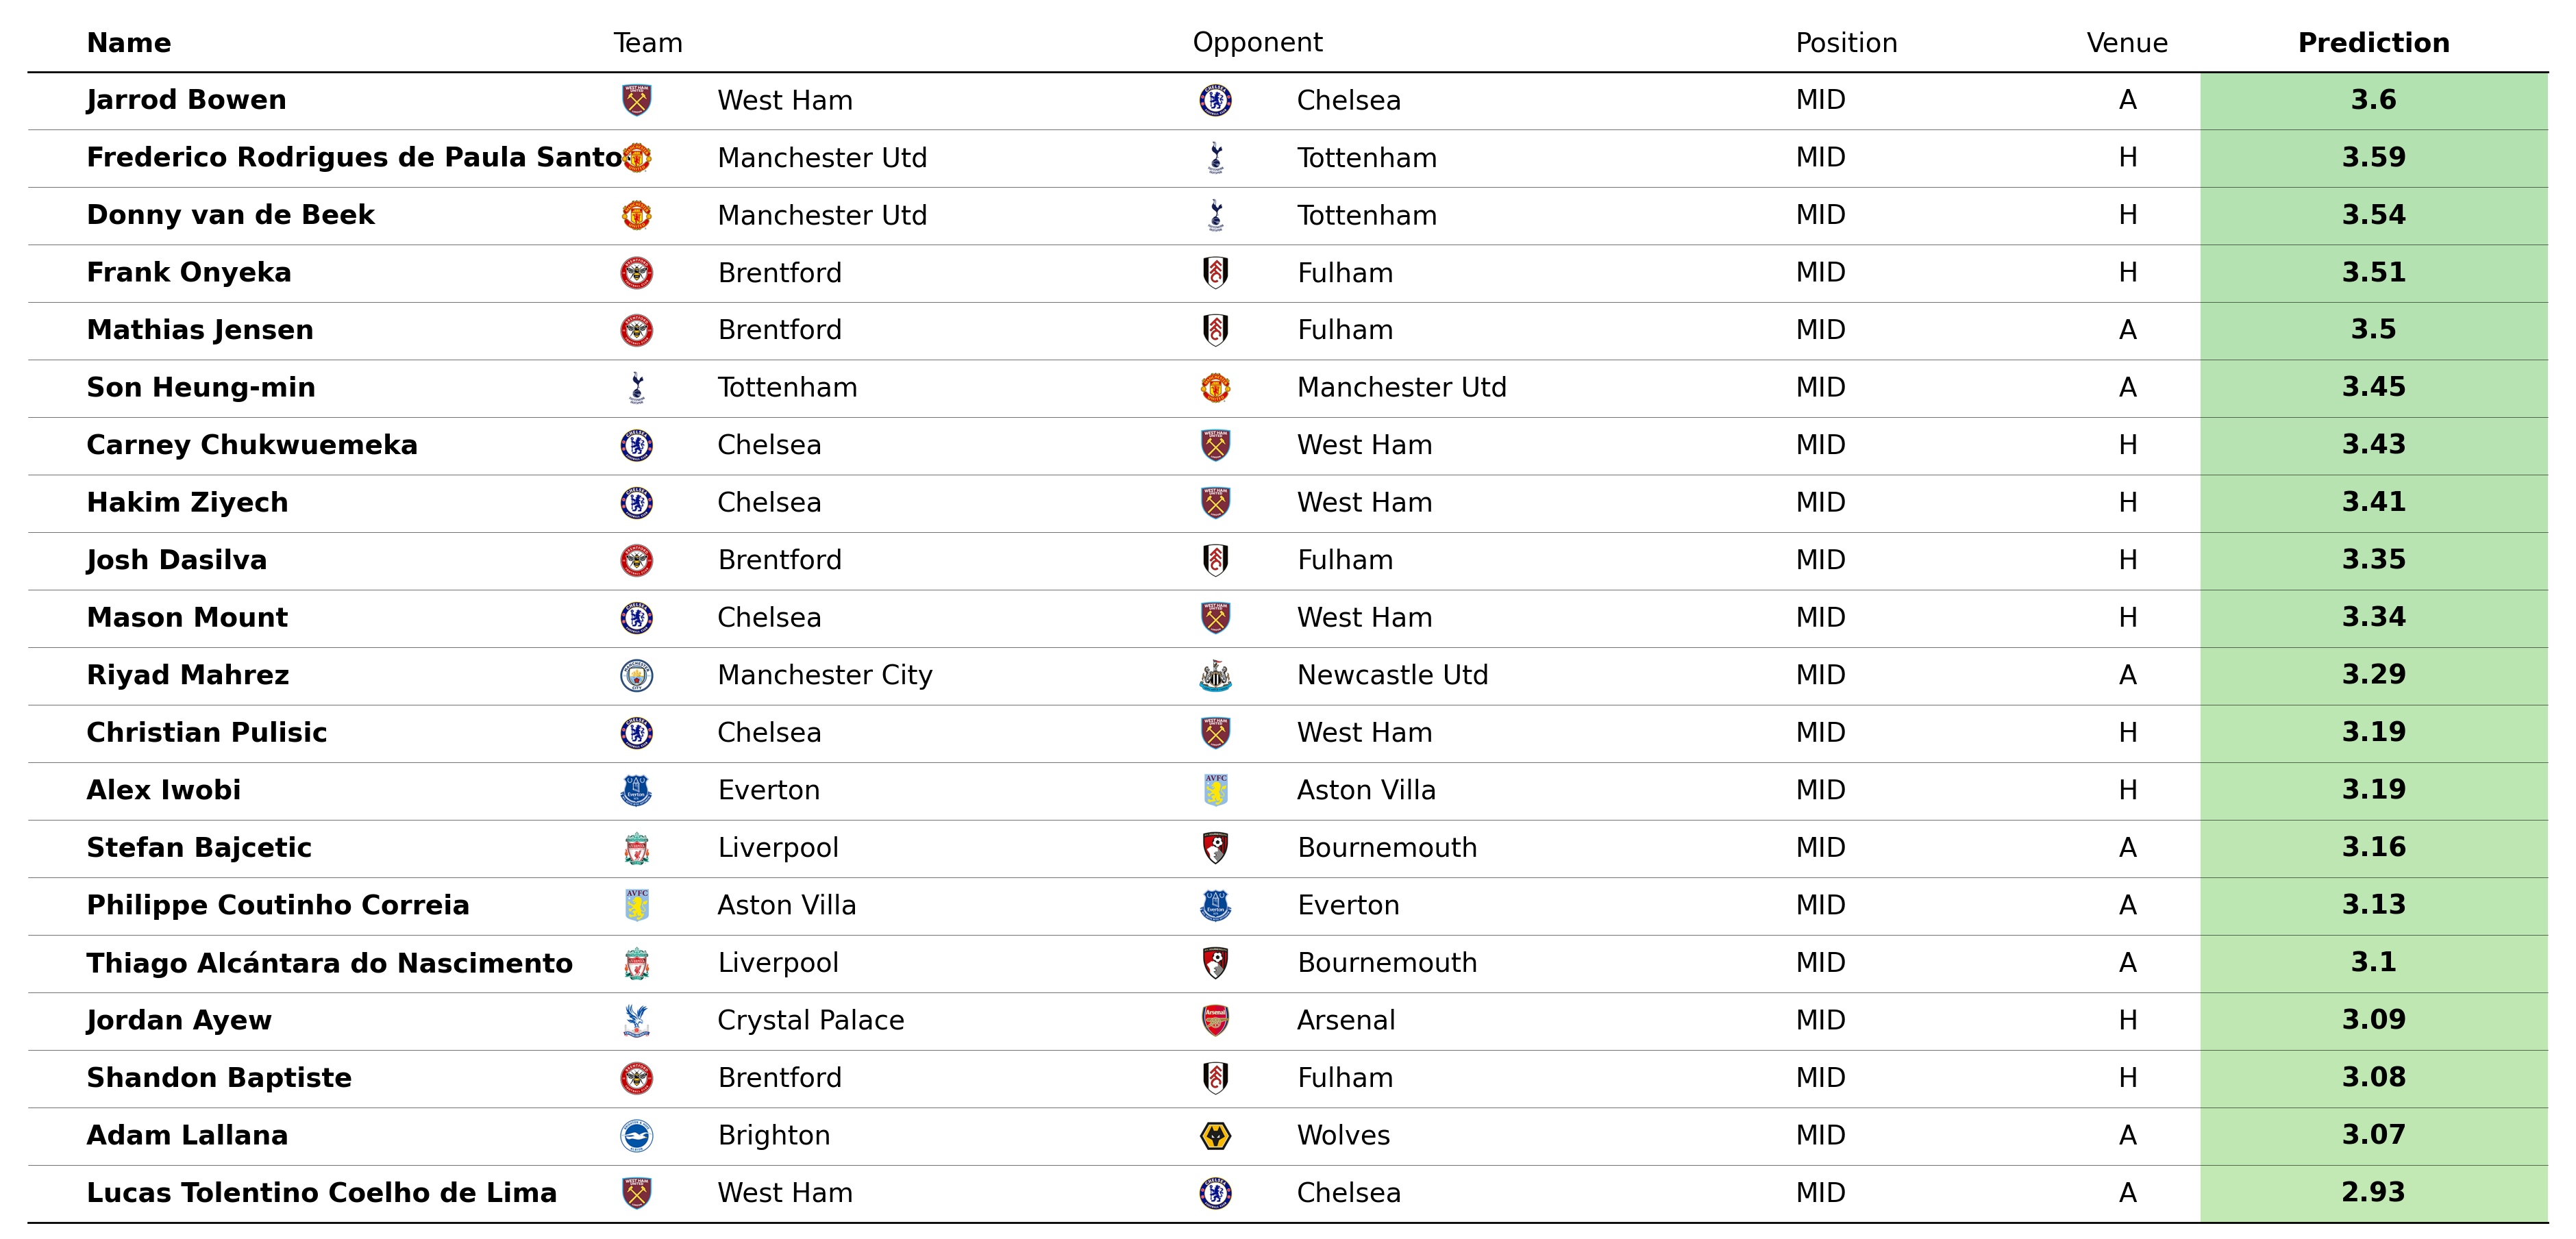 Name Team Opponent Position Venue Prediction
Jarrod Bowen West Ham Chelsea MID A 3.6
Frederico Rodrigues de Paula Santo Manchester Utd Tottenham MID H 3.59
Donny van de Beek Manchester Utd Tottenham MID H 3.54
Frank Onyeka Brentford Fulham MID H 3.51
Mathias Jensen Brentford Fulham MID A 3.5
Son Heung-min Tottenham Manchester Utd MID A 3.45
Carney Chukwuemeka Chelsea West Ham MID H 3.43
Hakim Ziyech Chelsea West Ham MID H 3.41
Josh Dasilva Brentford Fulham MID H 3.35
Mason Mount Chelsea West Ham MID H 3.34
Riyad Mahrez Manchester City Newcastle Utd MID A 3.29
Christian Pulisic Chelsea West Ham MID H 3.19
Alex Iwobi Everton Aston Villa MID H 3.19
Stefan Bajcetic Liverpool Bournemouth MID A 3.16
Philippe Coutinho Correia Aston Villa Everton MID A 3.13
Thiago Alcántara do Nascimento Liverpool Bournemouth MID A 3.1
Jordan Ayew Crystal Palace Arsenal MID H 3.09
Shandon Baptiste Brentford Fulham MID H 3.08
Adam Lallana Brighton Wolves MID A 3.07
Lucas Tolentino Coelho de Lima West Ham Chelsea MID A 2.93